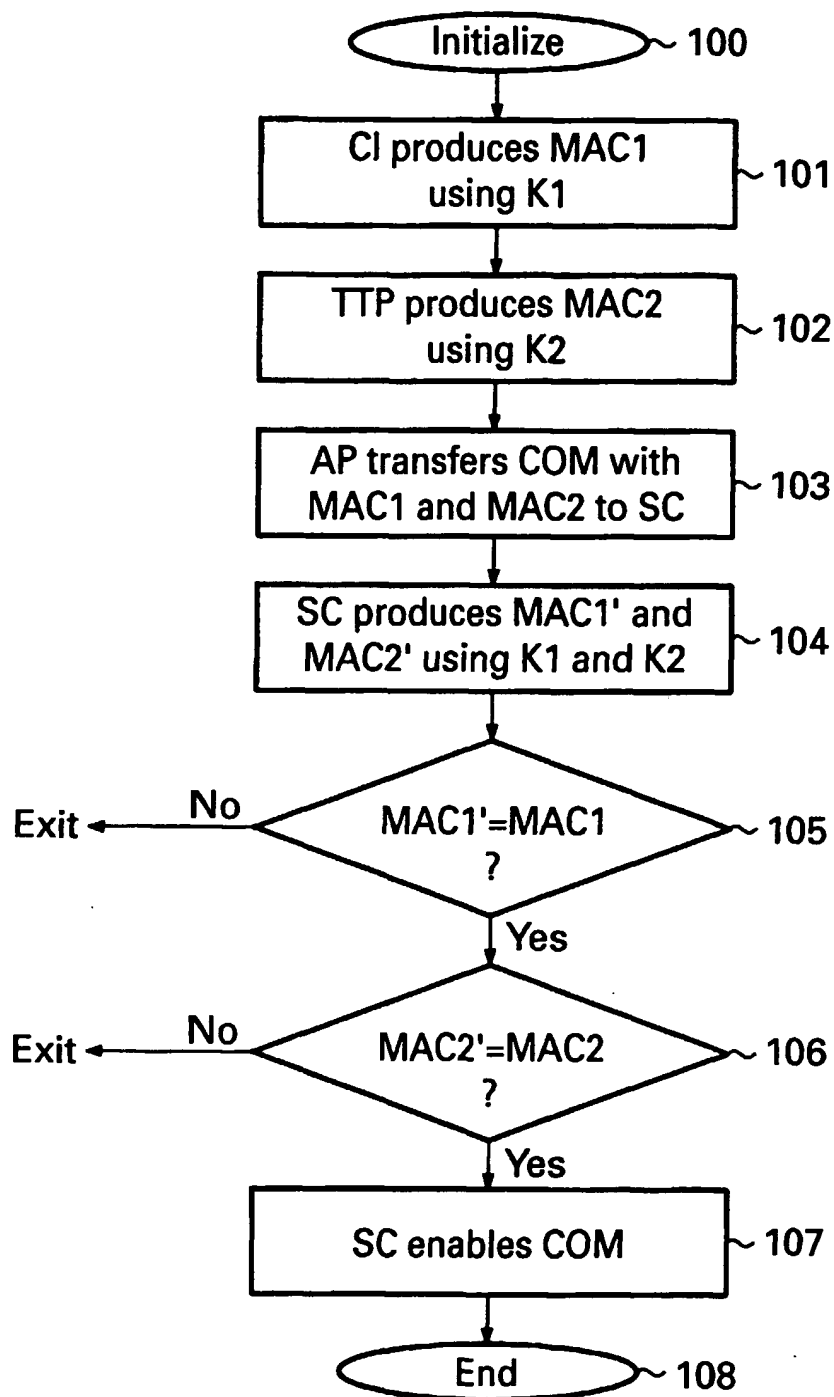 Initialize
100
CI produces MAC1
using K1
101
TTP produces MAC2
using K2
102
AP transfers COM with
MAC1 and MAC2 to SC
103
SC produces MAC1' and
MAC2' using K1 and K2
104
Exit
No
MAC1'=MAC1
?
105
Yes
Exit
No
MAC2'=MAC2
?
106
Yes
SC enables COM
107
End
108